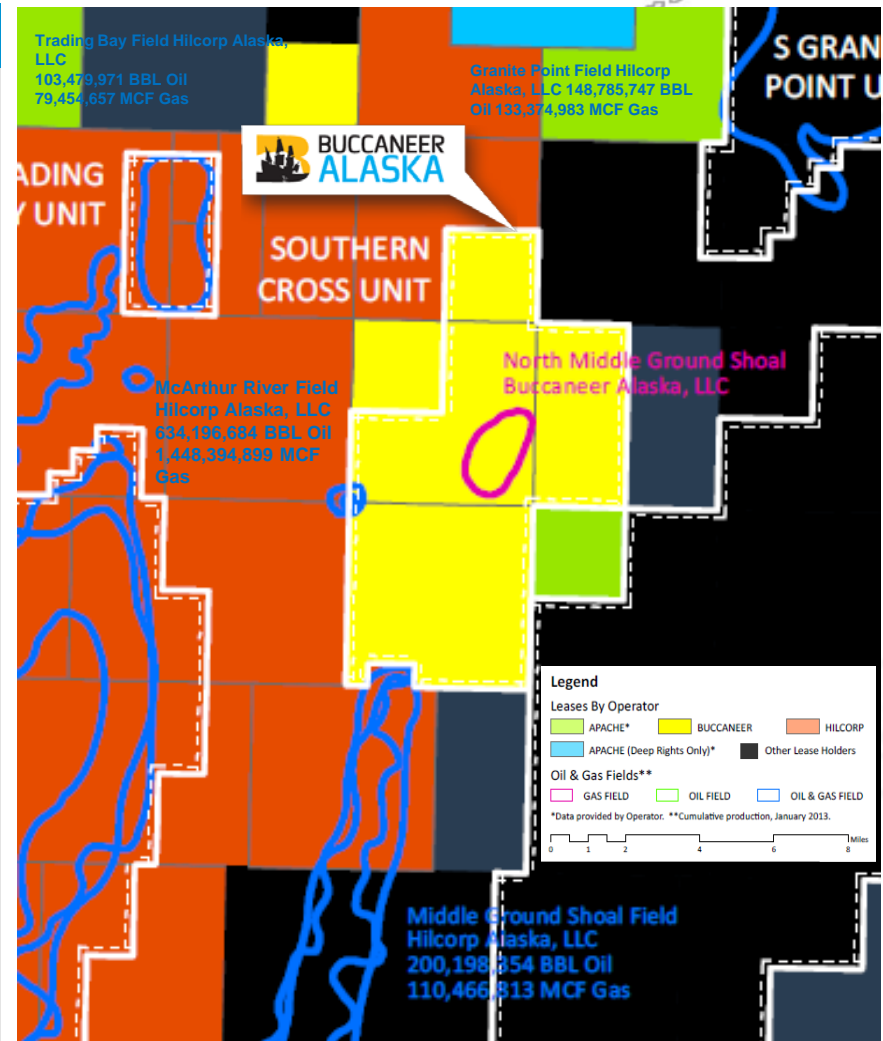 Trading Bay Field Hilcorp Alaska,
LLC
103,479,971 BBL Oil
79,454,657 MCF Gas
Granite Point Field Hilcorp
Alaska, LLC 148,785,747 BBL
Oil 133,374,983 MCF Gas
S GRAN
POINT U
BUCCANEER
ALASKA
ADING
Y UNIT
SOUTHERN
CROSS UNIT
North Middle Ground Shoal
Buccaneer Alaska, LLC
McArthur River Field
Hilcorp Alaska, LLC
634,196,684 BBL Oil
1,448,394,899 MCF
Gas
Legend
Leases By Operator
APACHE* BUCCANEER HILCORP
APACHE (Deep Rights Only)* Other Lease Holders
Oil & Gas Fields**
GAS FIELD OIL FIELD OIL & GAS FIELD
*Data provided by Operator. **Cumulative production, January 2013.
Miles
0 1 2 4 6 8
Middle Ground Shoal Field
Hilcorp Alaska, LLC
200,198,354 BBL Oil
110,466,813 MCF Gas